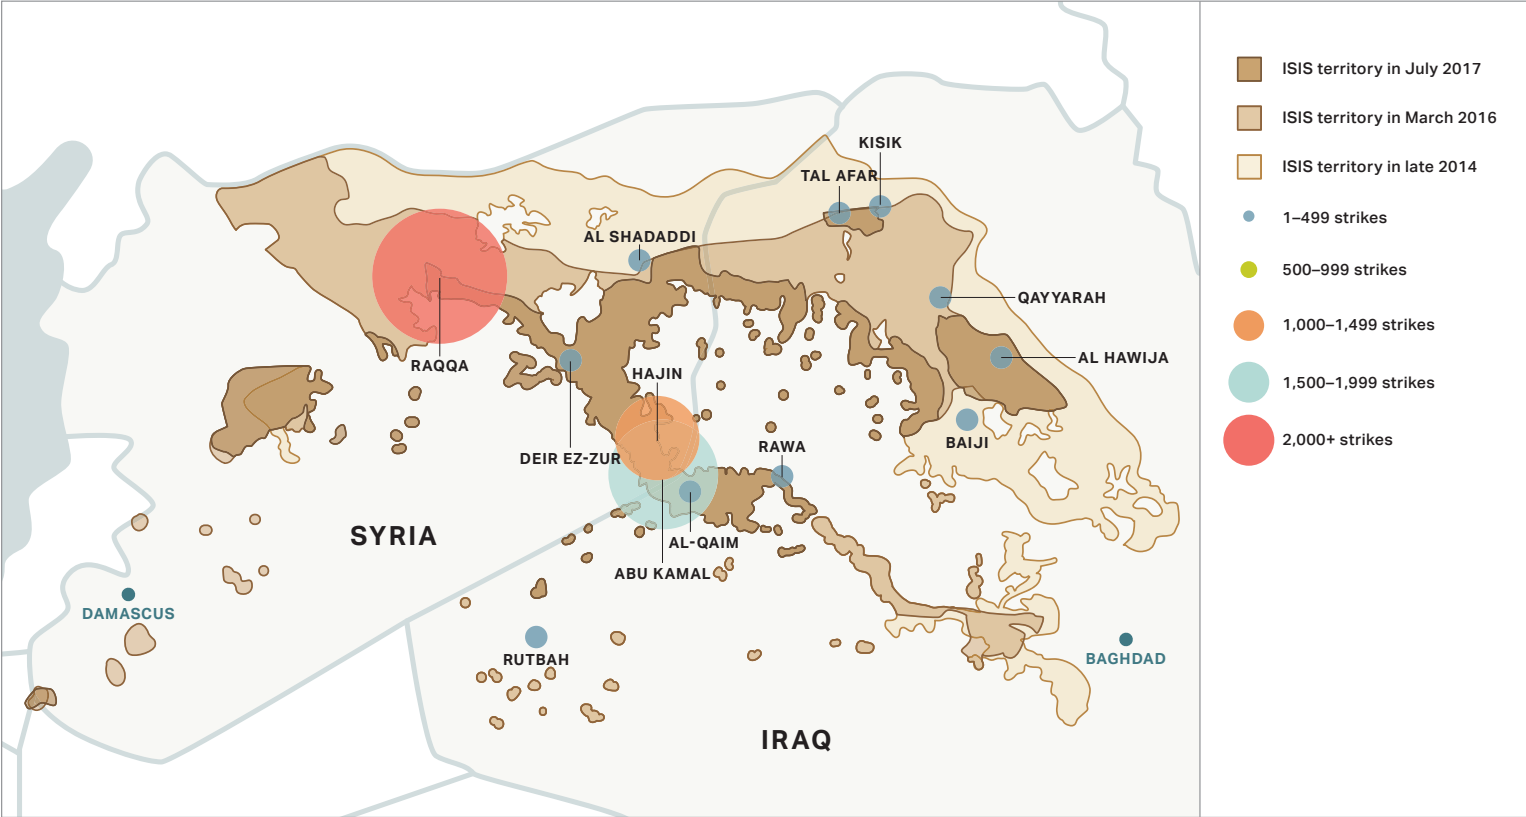 KISIK
TAL AFAR
AL SHADADDI
QAYYARAH
AL HAWIJA
RAQQA
HAJIN
BAIJI
RAWA
DEIR EZ-ZUR
SYRIA
AL-QAIM
ABU KAMAL
DAMASCUS
RUTBAH
BAGHDAD
IRAQ
ISIS territory in July 2017
ISIS territory in March 2016
ISIS territory in late 2014
1–499 strikes
500–999 strikes
1,000–1,499 strikes
1,500–1,999 strikes
2,000+ strikes